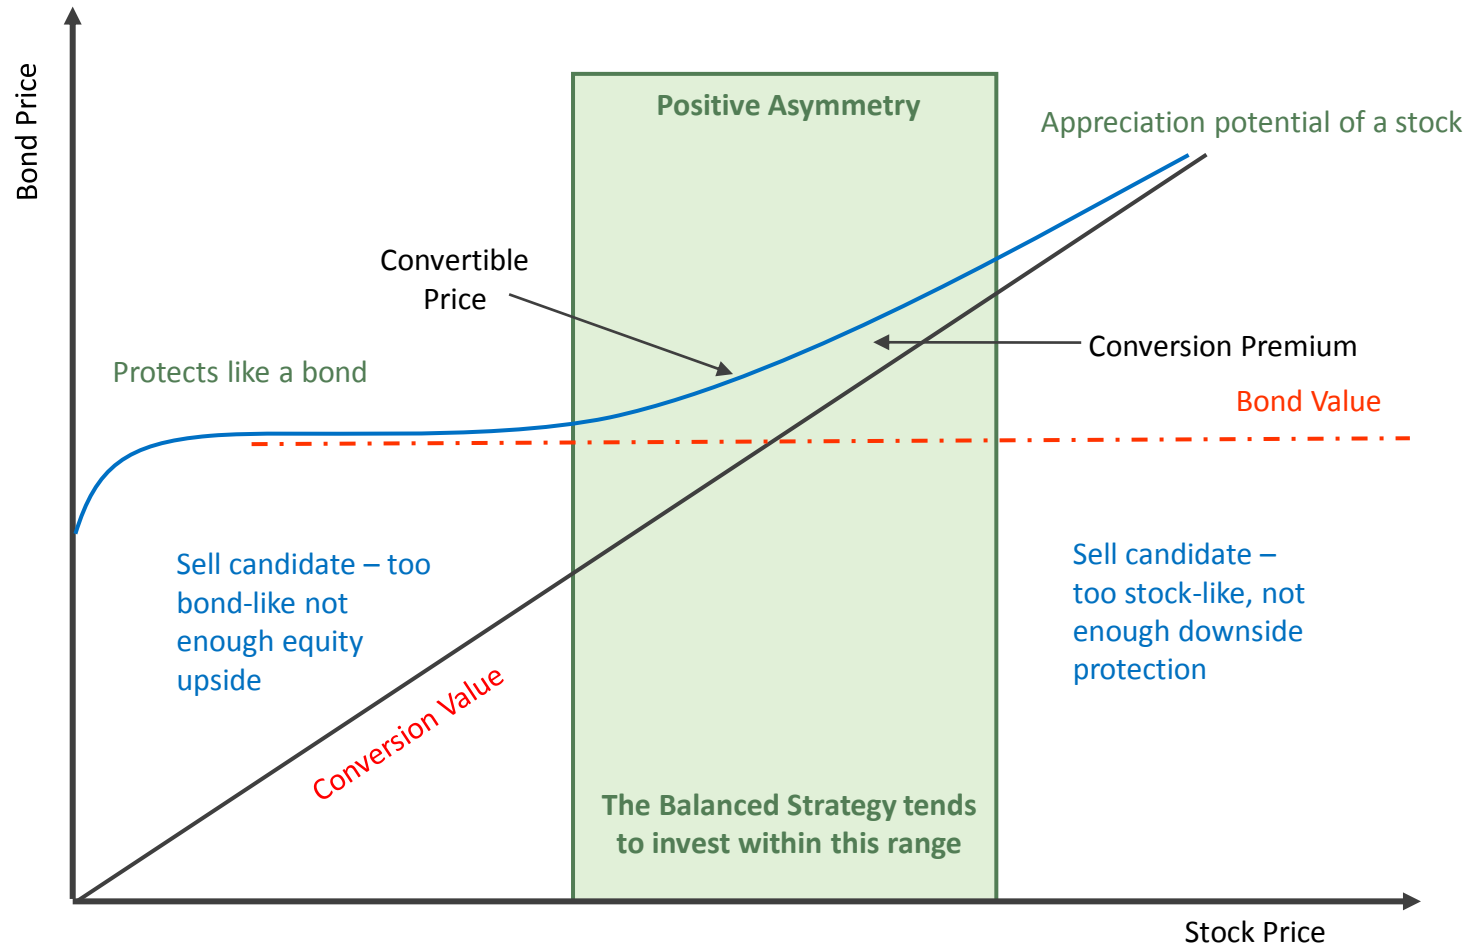 Bond Price
Positive Asymmetry
Appreciation potential of a stock
Convertible
Price
Conversion Premium
Protects like a bond
Bond Value
Sell candidate – too
bond-like not
enough equity
upside
Sell candidate –
too stock-like, not
enough downside
protection
Conversion Value
The Balanced Strategy tends
to invest within this range
Stock Price